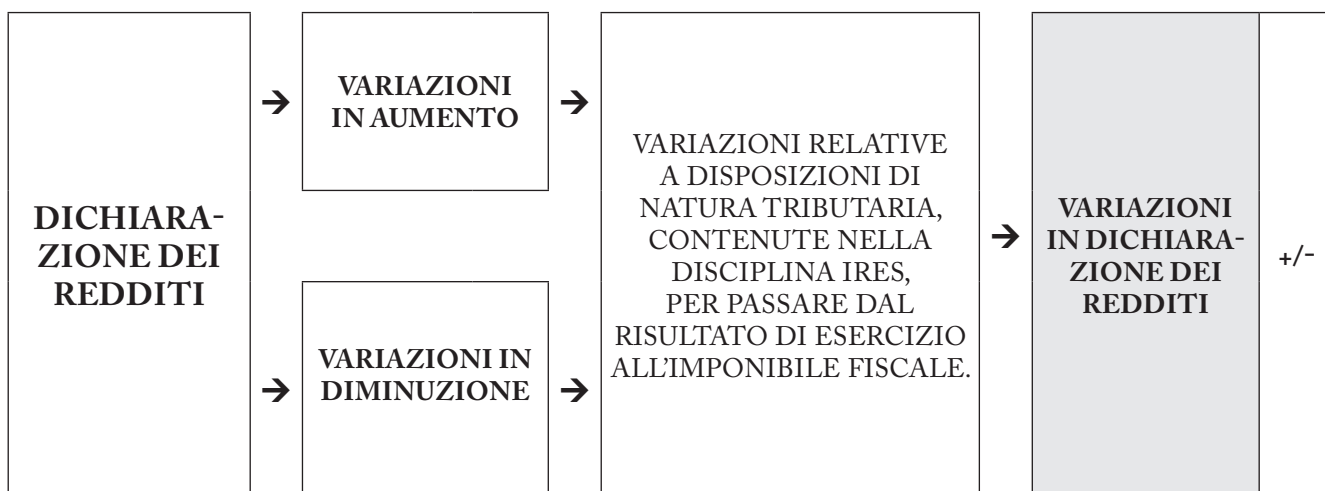 DICHIARA-
ZIONE DEI
REDDITI
➔
VARIAZIONI
IN AUMENTO
➔
➔
VARIAZIONI IN
DIMINUZIONE
➔
VARIAZIONI RELATIVE
A DISPOSIZIONI DI
NATURA TRIBUTARIA,
CONTENUTE NELLA
DISCIPLINA IRES,
PER PASSARE DAL
RISULTATO DI ESERCIZIO
ALL'IMPONIBILE FISCALE.
➔
VARIAZIONI
IN DICHIARA-
ZIONE DEI
REDDITI
+/-